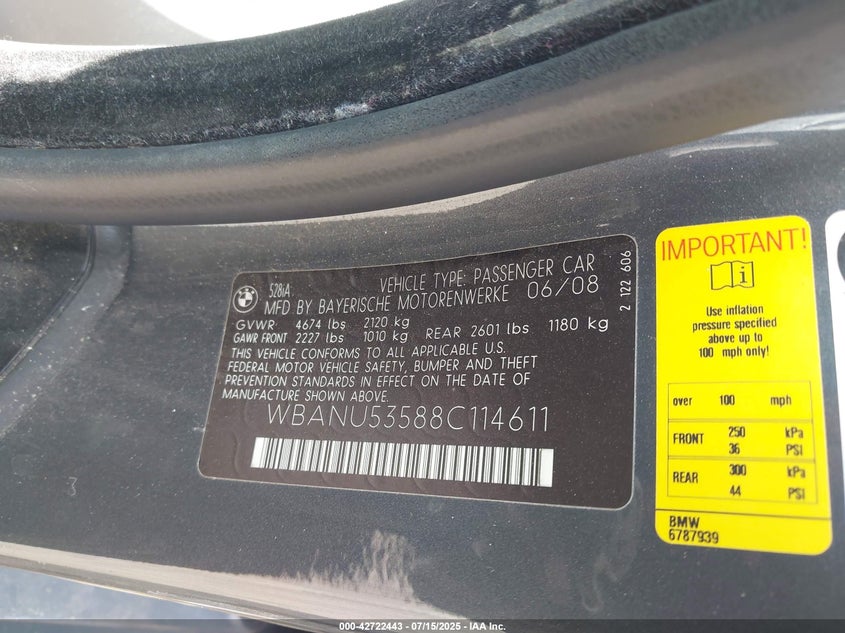 BMW
528iA
VEHICLE TYPE: PASSENGER CAR
MFD. BY BAYERISCHE MOTORENWERKE 06/08
GVWR 4674 lbs 2120 kg
GAWR FRONT 2227 lbs 1010 kg REAR 2601 lbs 1180 kg
THIS VEHICLE CONFORMS TO ALL APPLICABLE U.S.
FEDERAL MOTOR VEHICLE SAFETY, BUMPER AND THEFT
PREVENTION STANDARDS IN EFFECT ON THE DATE OF
MANUFACTURE SHOWN ABOVE.
WBANU53588C114611
2 122 606
3
IMPORTANT!
i
Use inflation
pressure specified
above up to
100 mph only!
over 100 mph
FRONT 250 kPa
36 PSI
REAR 300 kPa
44 PSI
BMW
6787939
000-42722443 - 07/15/2025 - IAA Inc.